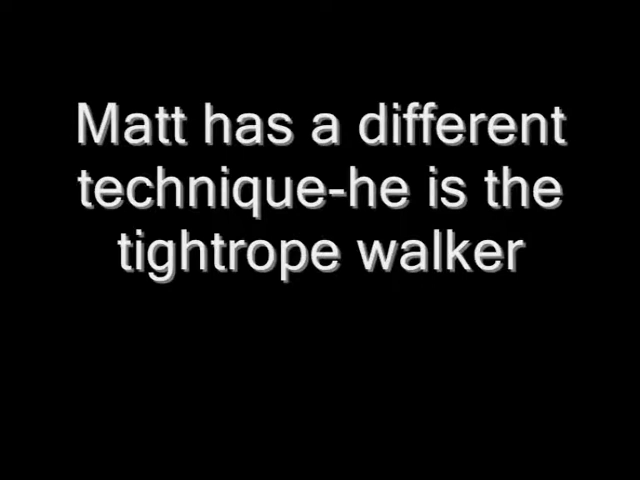 Matt has a different
technique-he is the
tightrope walker